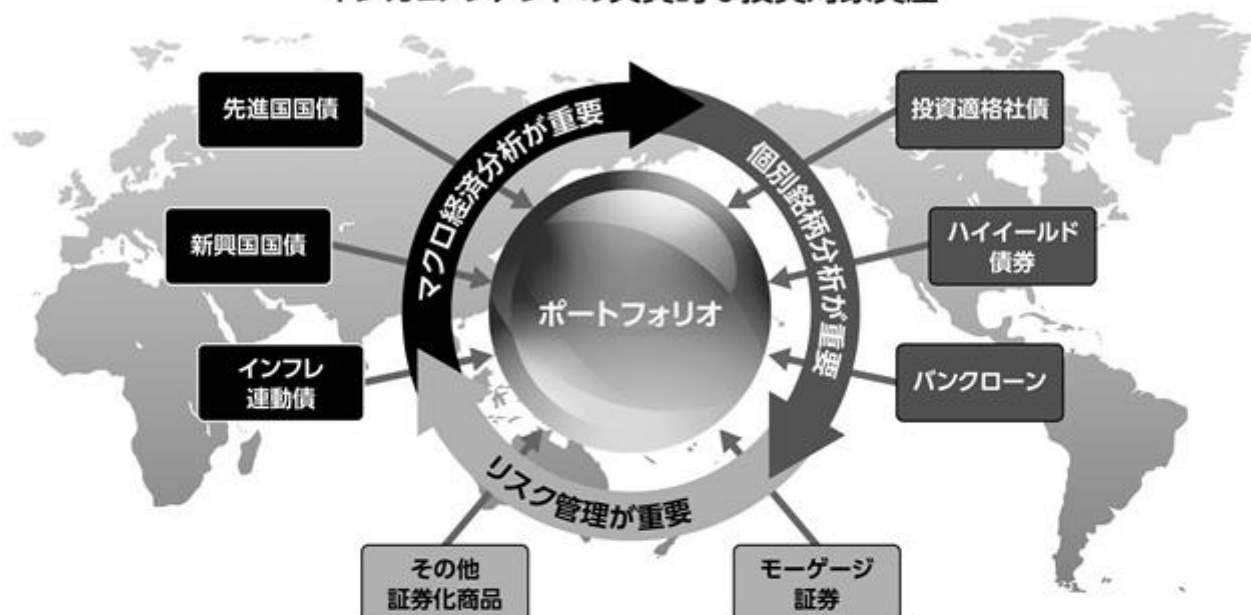 先進国国債
投資適格社債
マクロ経済分析が重要
個別銘柄分析が重要
新興国国債
ハイイールド
債券
ポートフォリオ
インフレ
連動債
バンクローン
リスク管理が重要
その他
証券化商品
モーゲージ
証券